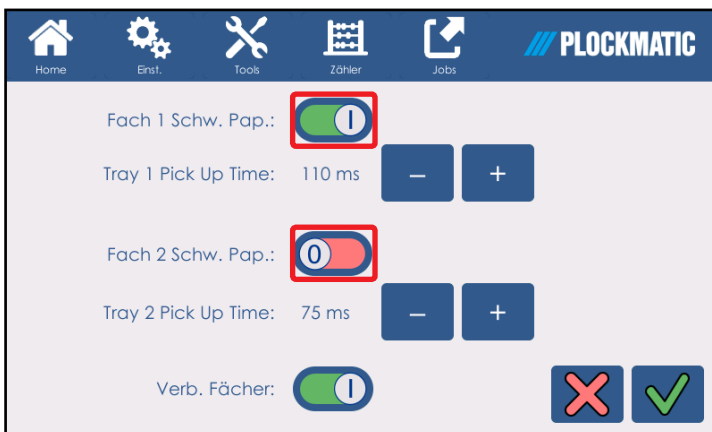 Home Einst. Tools Zähler Jobs PLOCKMATIC
Fach 1 Schw. Pap.: I
Tray 1 Pick Up Time: 110 ms – +
Fach 2 Schw. Pap.: 0
Tray 2 Pick Up Time: 75 ms – +
Verb. Fächer: I